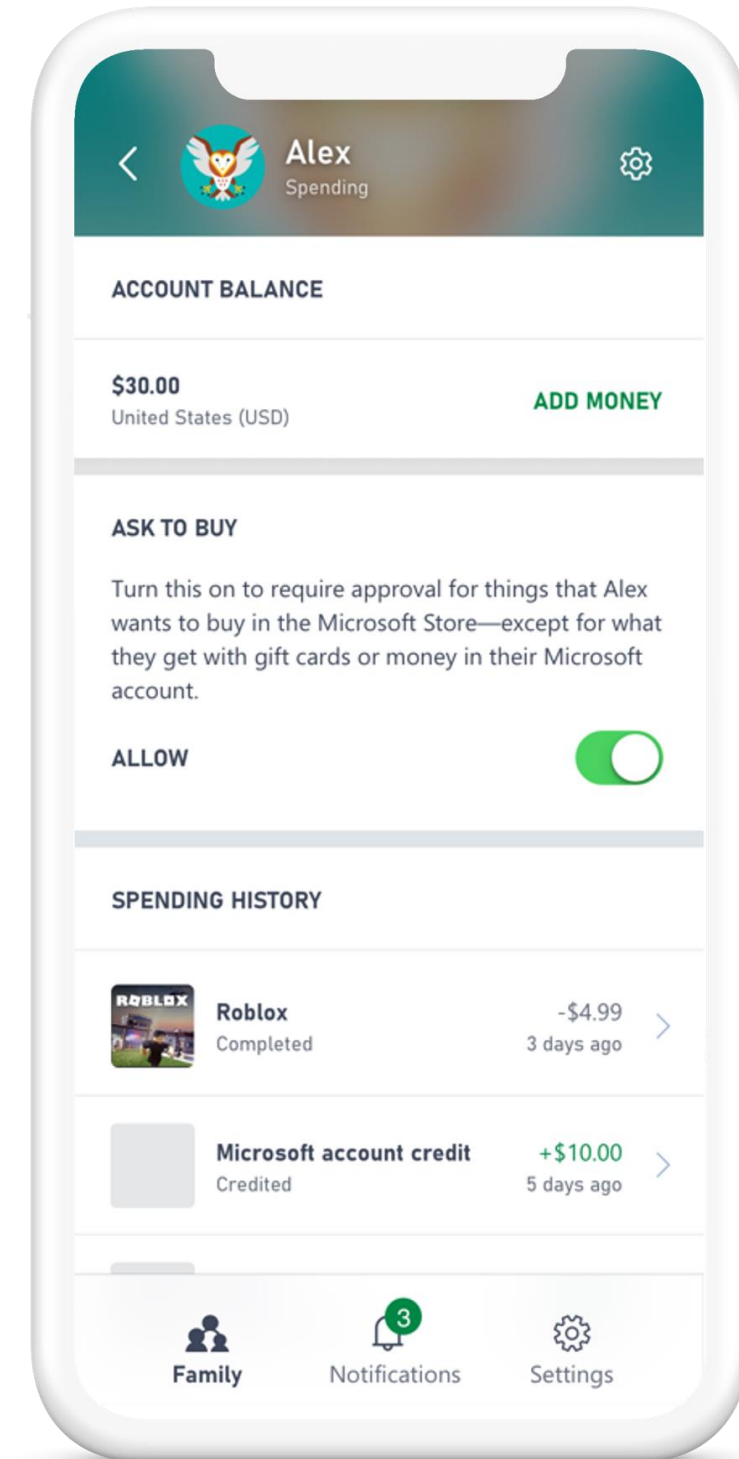 Alex
Spending
ACCOUNT BALANCE
$30.00
United States (USD)
ADD MONEY
ASK TO BUY
Turn this on to require approval for things that Alex
wants to buy in the Microsoft Store—except for what
they get with gift cards or money in their Microsoft
account.
ALLOW
SPENDING HISTORY
ROBLOX
Roblox
Completed
-$4.99
3 days ago
Microsoft account credit
Credited
+$10.00
5 days ago
3
Family
Notifications
Settings